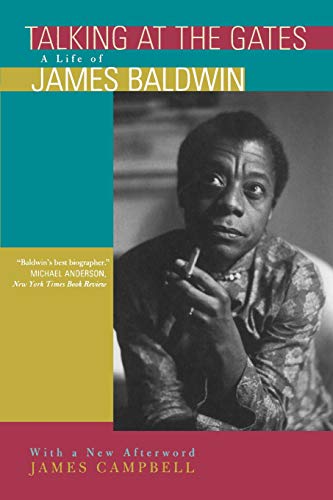 TALKING AT THE GATES
A Life of
JAMES BALDWIN
“Baldwin's best biographer.”
MICHAEL ANDERSON,
New York Times Book Review
With a New Afterword
JAMES CAMPBELL